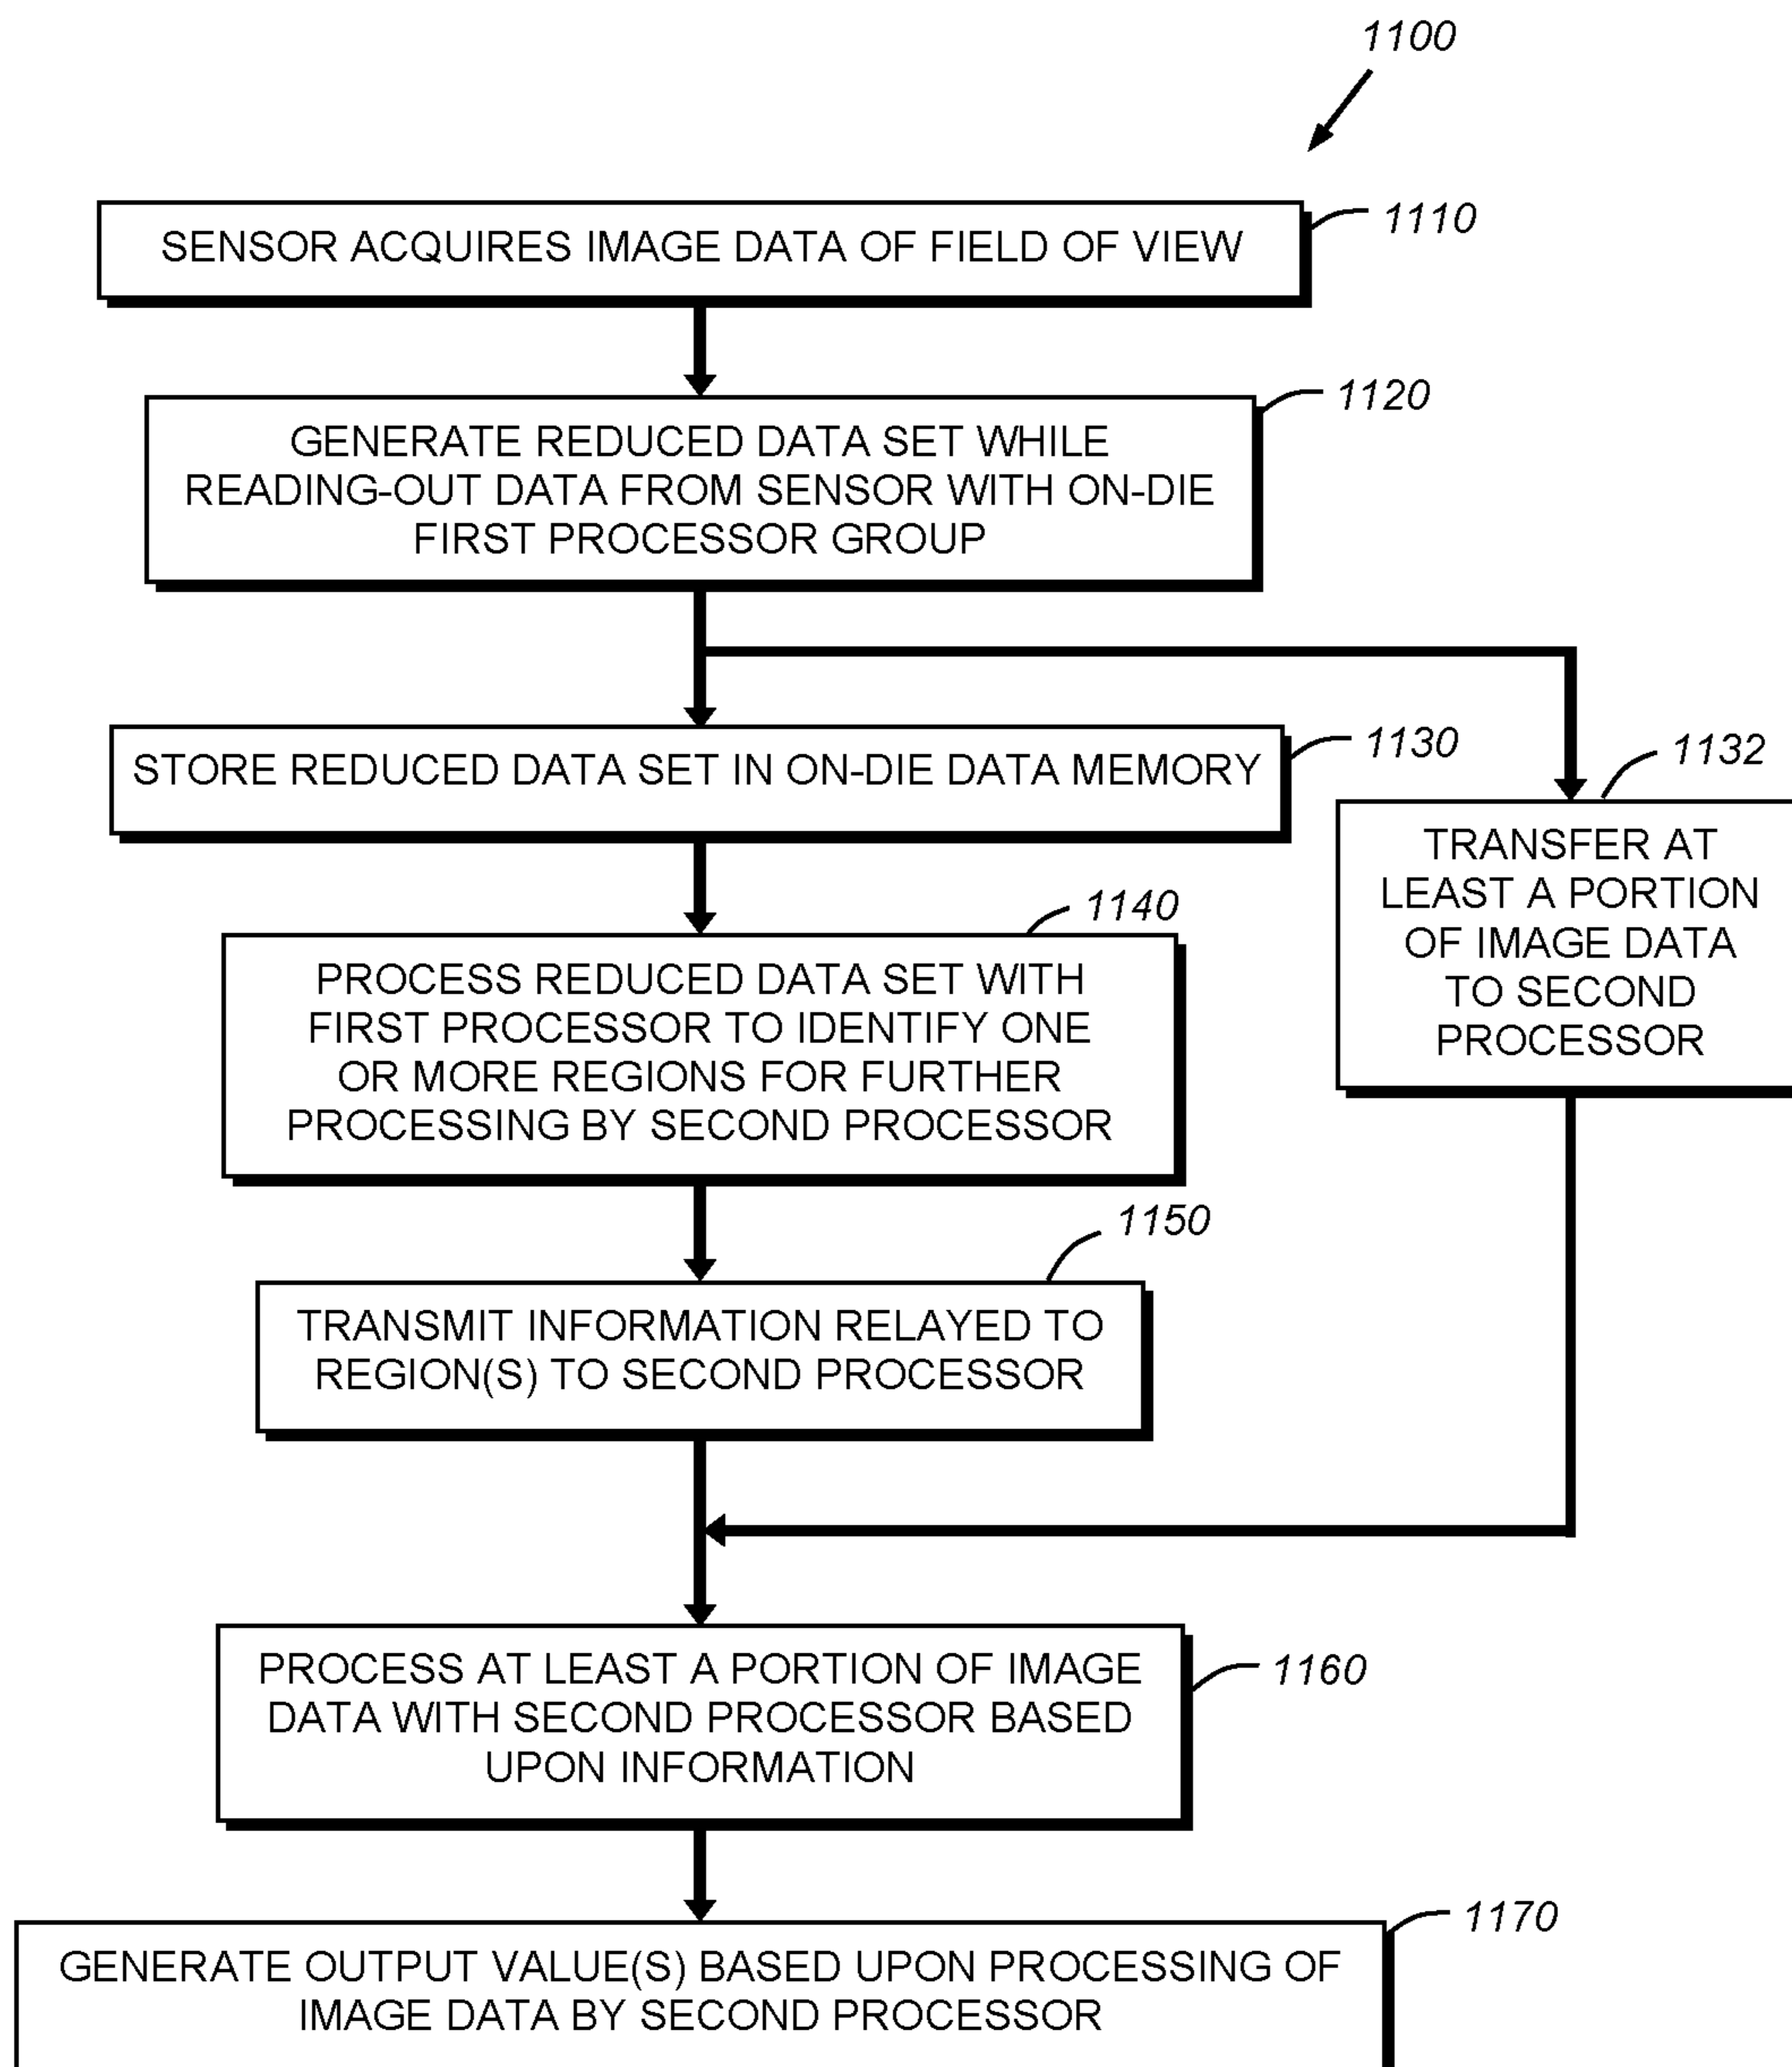 1100
SENSOR ACQUIRES IMAGE DATA OF FIELD OF VIEW
1110
GENERATE REDUCED DATA SET WHILE
READING-OUT DATA FROM SENSOR WITH ON-DIE
FIRST PROCESSOR GROUP
1120
STORE REDUCED DATA SET IN ON-DIE DATA MEMORY
1130
TRANSFER AT
LEAST A PORTION
OF IMAGE DATA
TO SECOND
PROCESSOR
1132
PROCESS REDUCED DATA SET WITH
FIRST PROCESSOR TO IDENTIFY ONE
OR MORE REGIONS FOR FURTHER
PROCESSING BY SECOND PROCESSOR
1140
TRANSMIT INFORMATION RELAYED TO
REGION(S) TO SECOND PROCESSOR
1150
PROCESS AT LEAST A PORTION OF IMAGE
DATA WITH SECOND PROCESSOR BASED
UPON INFORMATION
1160
GENERATE OUTPUT VALUE(S) BASED UPON PROCESSING OF
IMAGE DATA BY SECOND PROCESSOR
1170